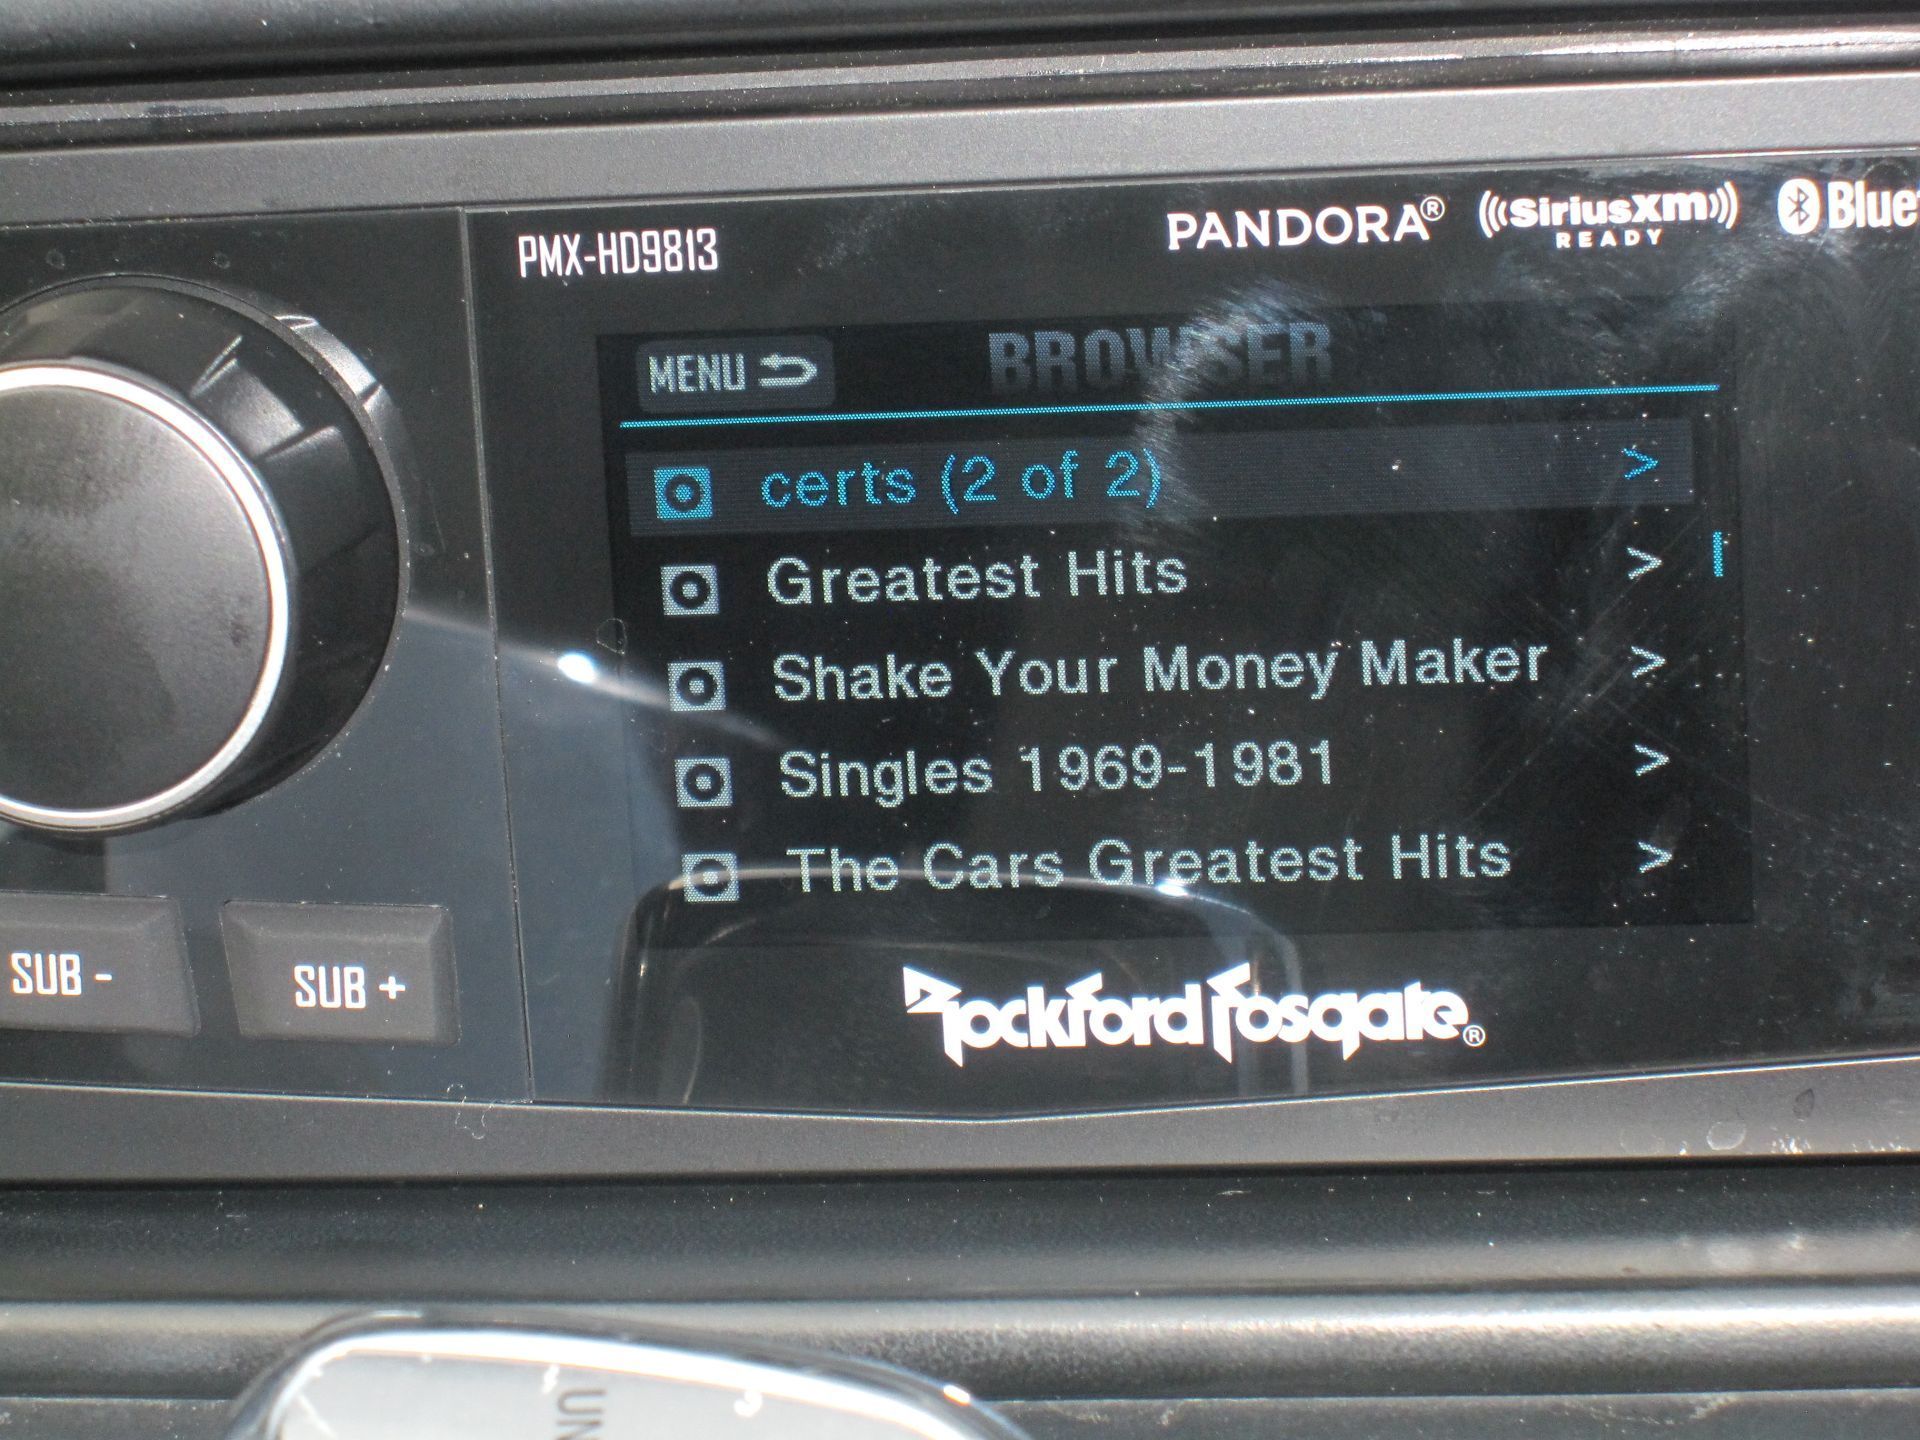 PMX-HD9813
PANDORA®
((SiriusXM))
READY
MENU
BROWSER
certs (2 of 2) >
Greatest Hits >
Shake Your Money Maker >
Singles 1969-1981 >
The Cars Greatest Hits >
SUB -
SUB +
Rockford Fosgate®